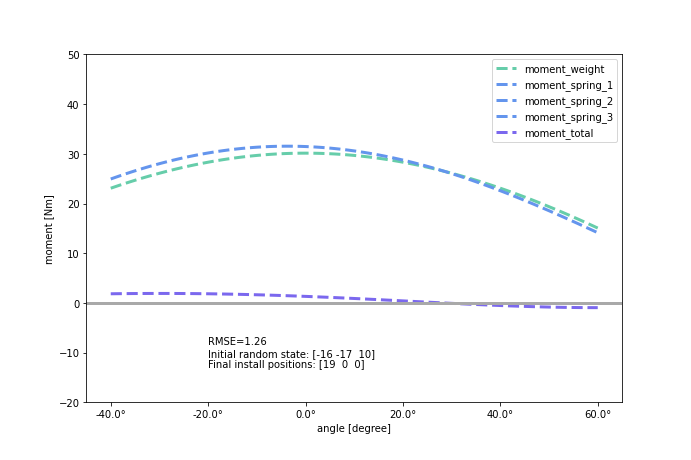 50
40
30
20
10
0
−10
−20
moment [Nm]
moment_weight
moment_spring_1
moment_spring_2
moment_spring_3
moment_total
RMSE=1.26
Initial random state: [-16 -17  10]
Final install positions: [19  0  0]
-40.0° -20.0° 0.0° 20.0° 40.0° 60.0°
angle [degree]